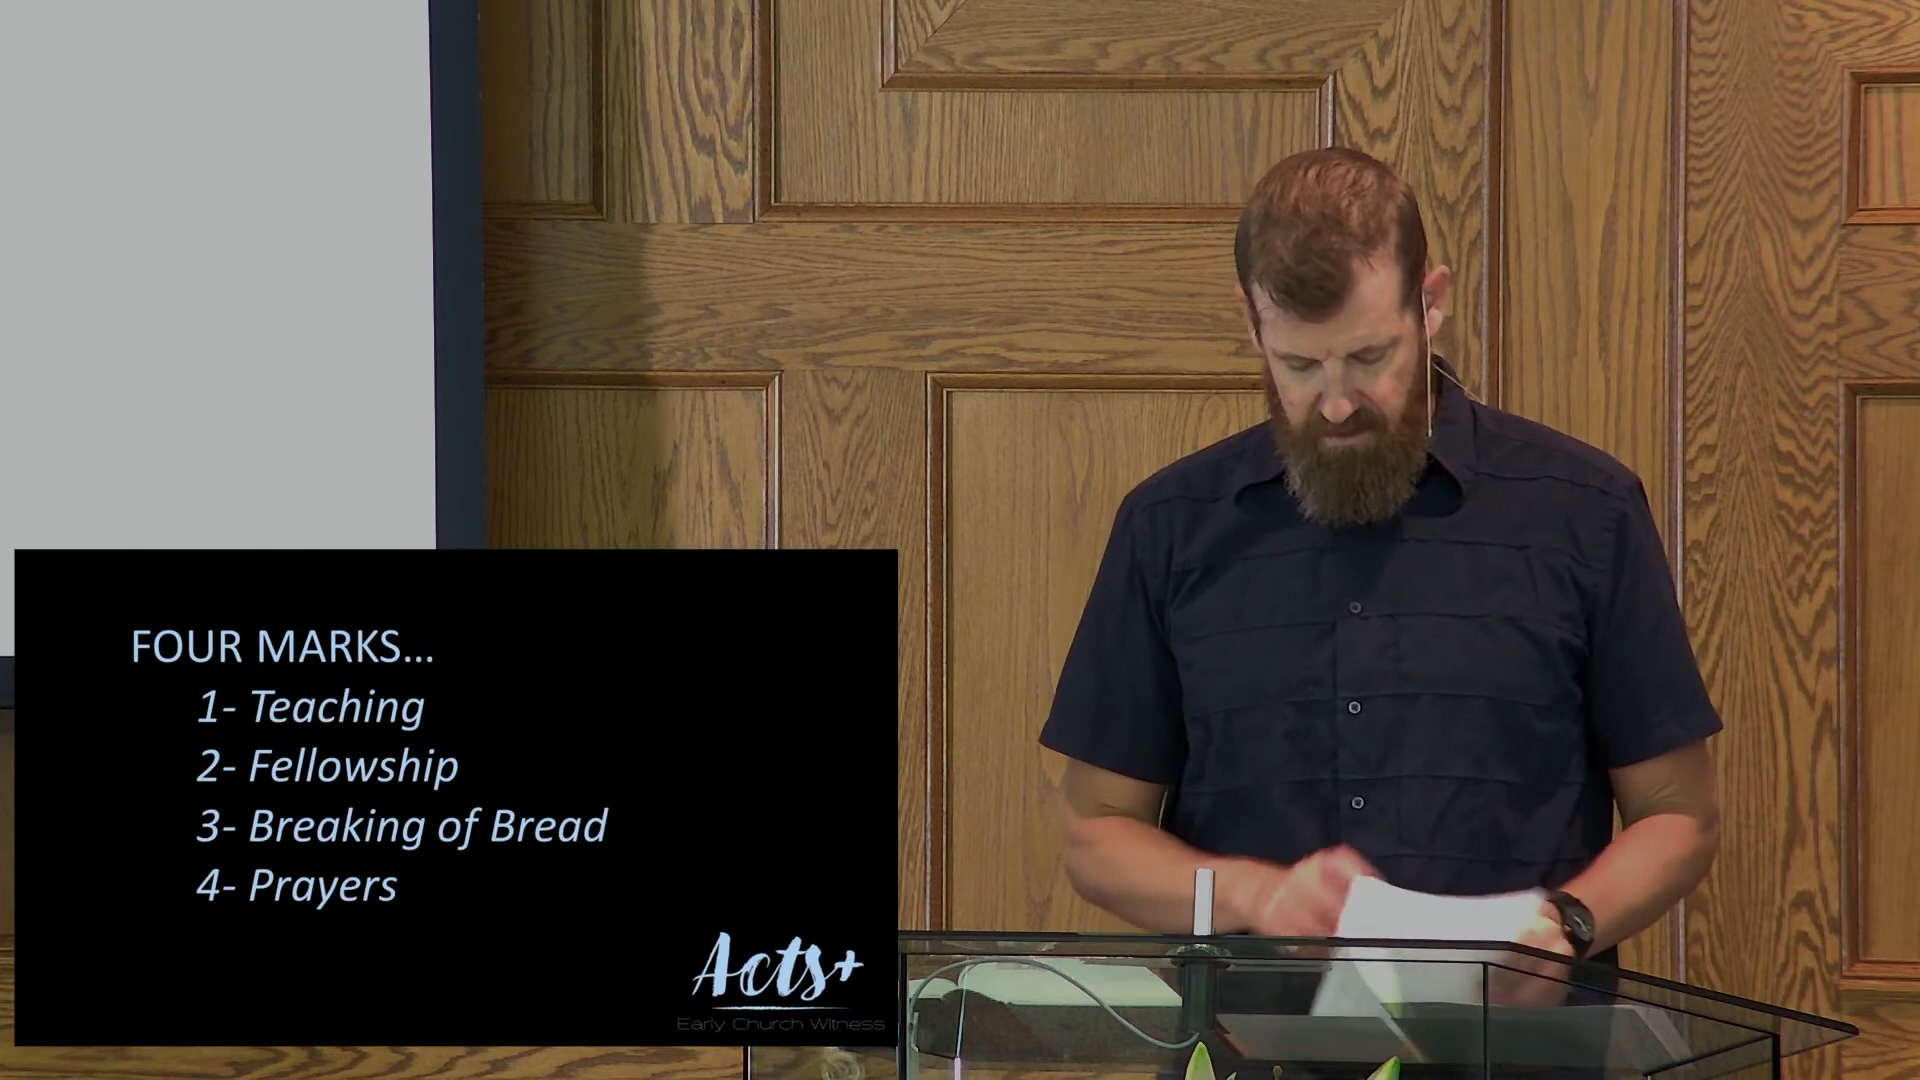 FOUR MARKS...
1- Teaching
2- Fellowship
3- Breaking of Bread
4- Prayers
Acts+
Early Church Witness